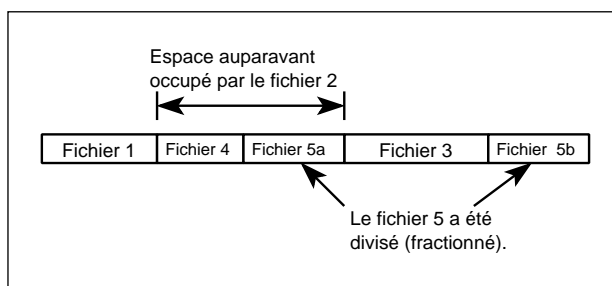 Espace auparavant
occupé par le fichier 2
Fichier 1
Fichier 4
Fichier 5a
Fichier 3
Fichier 5b
Le fichier 5 a été
divisé (fractionné).